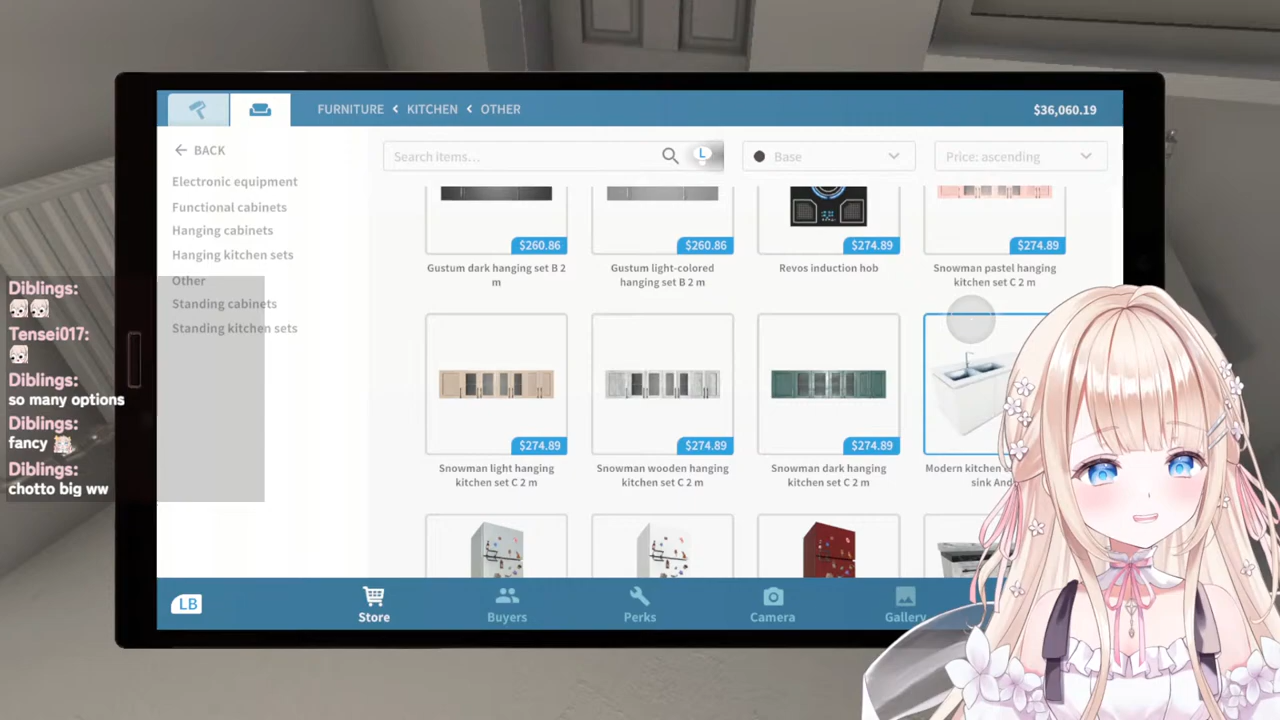 FURNITURE < KITCHEN < OTHER
$36,060.19
BACK
Search items...
L
Base
Price: ascending
Electronic equipment
Functional cabinets
Hanging cabinets
Hanging kitchen sets
Other
Standing cabinets
Standing kitchen sets
$260.86
$260.86
$274.89
$274.89
Gustum dark hanging set B 2
m
Gustum light-colored
hanging set B 2 m
Revos induction hob
Snowman pastel hanging
kitchen set C 2 m
$274.89
$274.89
$274.89
Snowman light hanging
kitchen set C 2 m
Snowman wooden hanging
kitchen set C 2 m
Snowman dark hanging
kitchen set C 2 m
Modern kitchen
sink
Diblings:
Tensei017:
Diblings:
so many options
Diblings:
fancy
Diblings:
chotto big ww
LB
Store
Buyers
Perks
Camera
Gallery